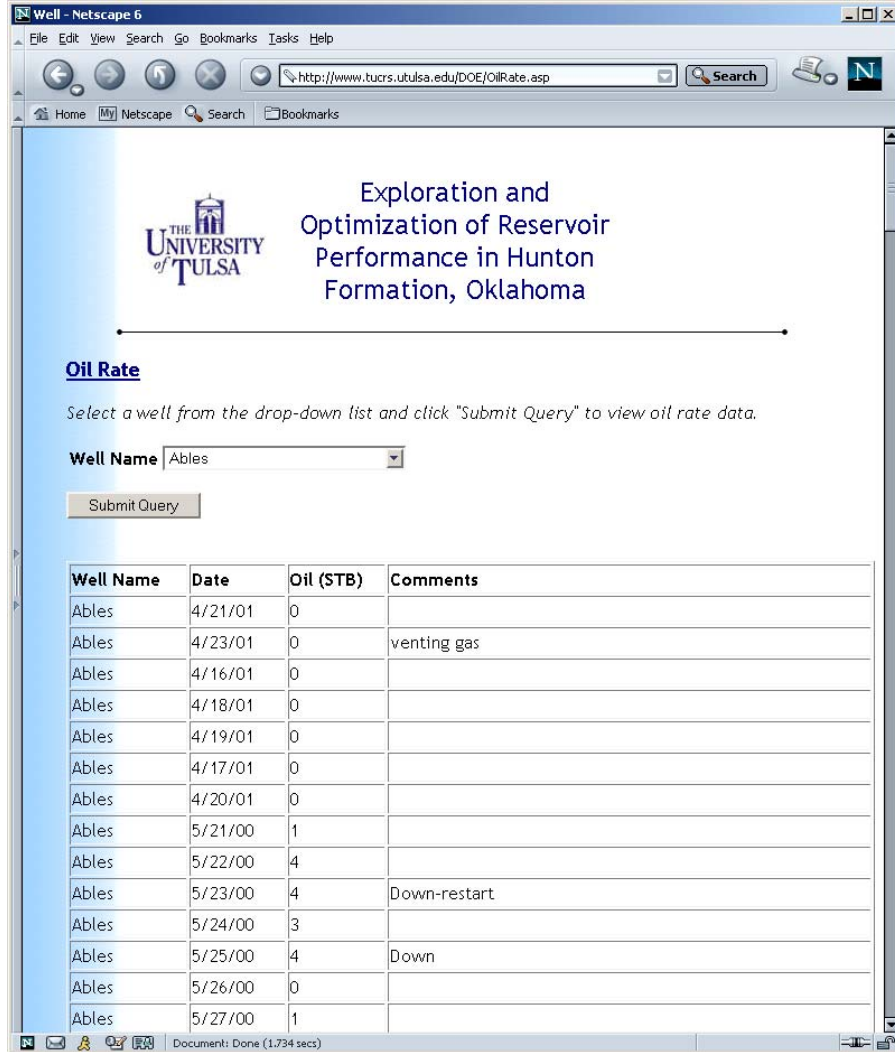 Well - Netscape 6
File Edit View Search Go Bookmarks Tasks Help
http://www.tucrs.utulsa.edu/DOE/OilRate.asp Search N
Home My Netscape Search Bookmarks
THE UNIVERSITY of TULSA
Exploration and
Optimization of Reservoir
Performance in Hunton
Formation, Oklahoma
Oil Rate
Select a well from the drop-down list and click "Submit Query" to view oil rate data.
Well Name Ables
Submit Query
Well Name Date Oil (STB) Comments
Ables 4/21/01 0
Ables 4/23/01 0 venting gas
Ables 4/16/01 0
Ables 4/18/01 0
Ables 4/19/01 0
Ables 4/17/01 0
Ables 4/20/01 0
Ables 5/21/00 1
Ables 5/22/00 4
Ables 5/23/00 4 Down-restart
Ables 5/24/00 3
Ables 5/25/00 4 Down
Ables 5/26/00 0
Ables 5/27/00 1
Document: Done (1.734 secs)